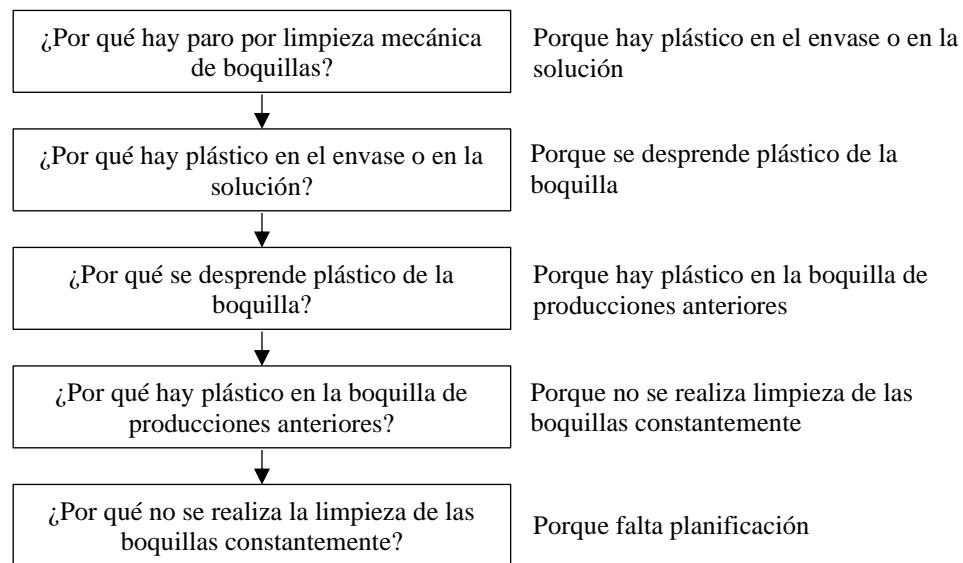 ¿Por qué hay paro por limpieza mecánica
de boquillas?
Porque hay plástico en el envase o en la
solución
¿Por qué hay plástico en el envase o en la
solución?
Porque se desprende plástico de la
boquilla
¿Por qué se desprende plástico de la
boquilla?
Porque hay plástico en la boquilla de
producciones anteriores
¿Por qué hay plástico en la boquilla de
producciones anteriores?
Porque no se realiza limpieza de las
boquillas constantemente
¿Por qué no se realiza la limpieza de las
boquillas constantemente?
Porque falta planificación